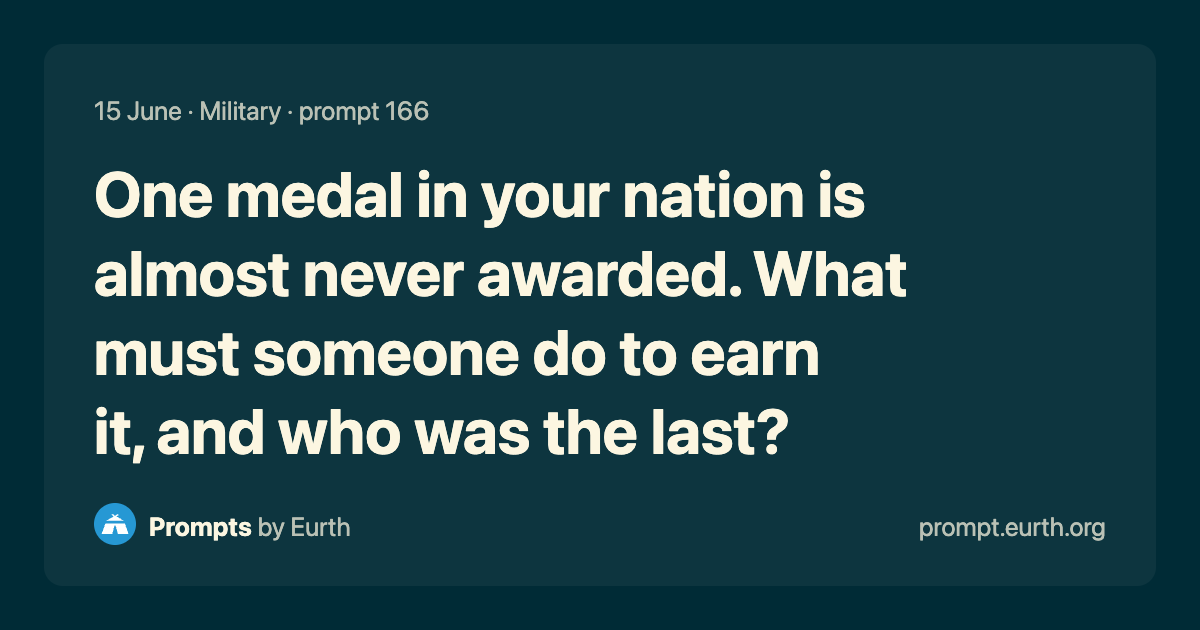 15 June · Military · prompt 166
One medal in your nation is
almost never awarded. What
must someone do to earn
it, and who was the last?
Prompts by Eurth
prompt.eurth.org